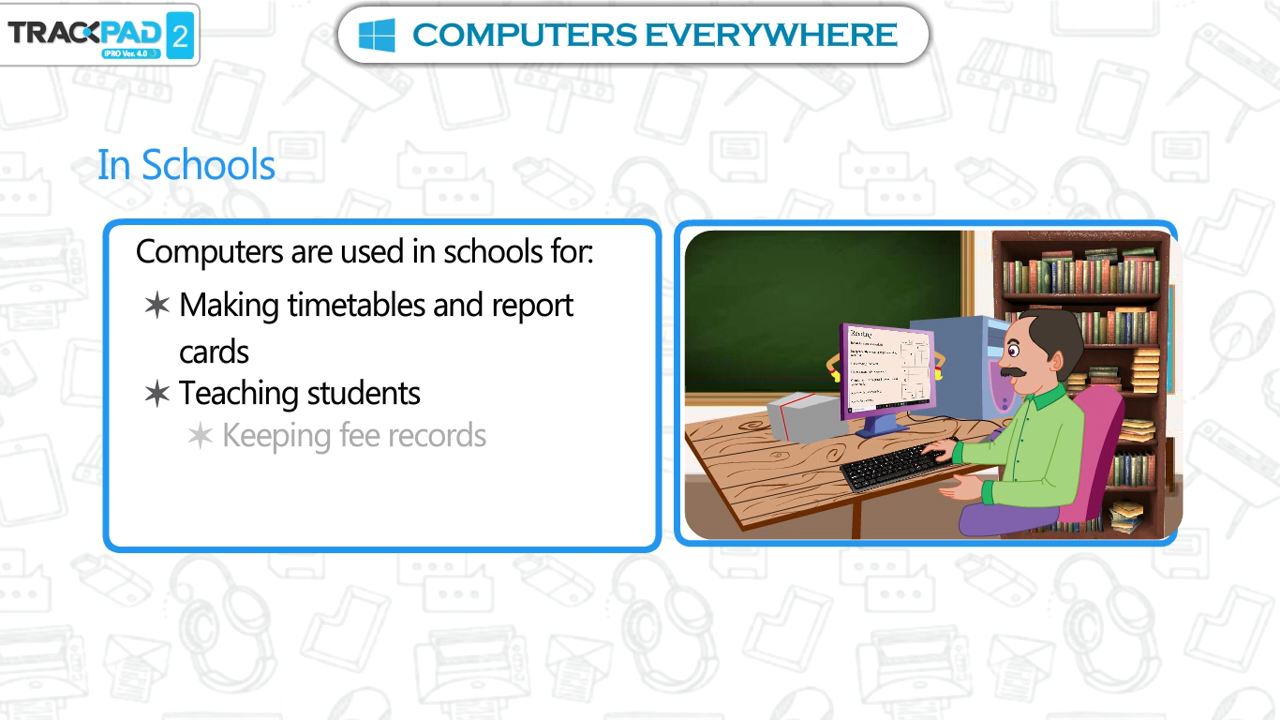 TRACKPAD 2
iPRO Ver. 4.0
COMPUTERS EVERYWHERE
In Schools
Computers are used in schools for:
✶ Making timetables and report
cards
✶ Teaching students
✶ Keeping fee records